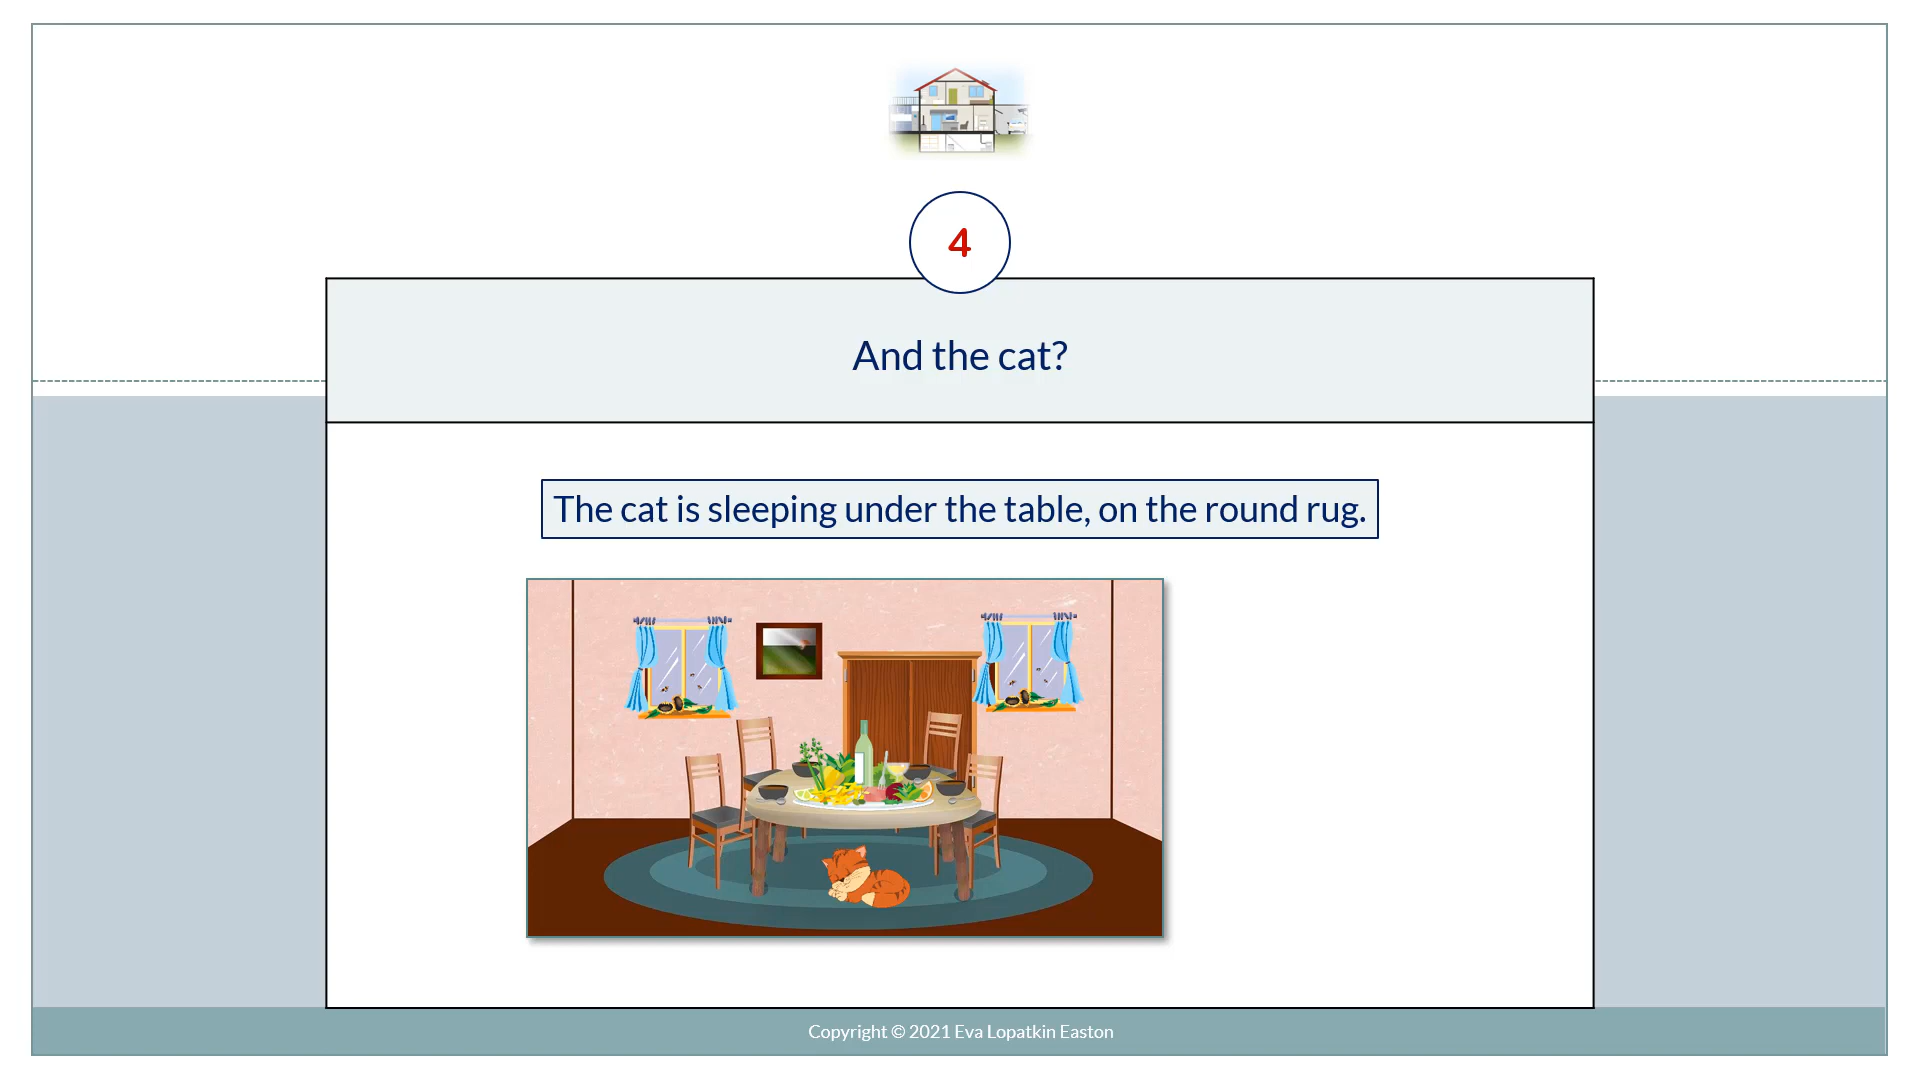 4
And the cat?
The cat is sleeping under the table, on the round rug.
Copyright © 2021 Eva Lopatkin Easton